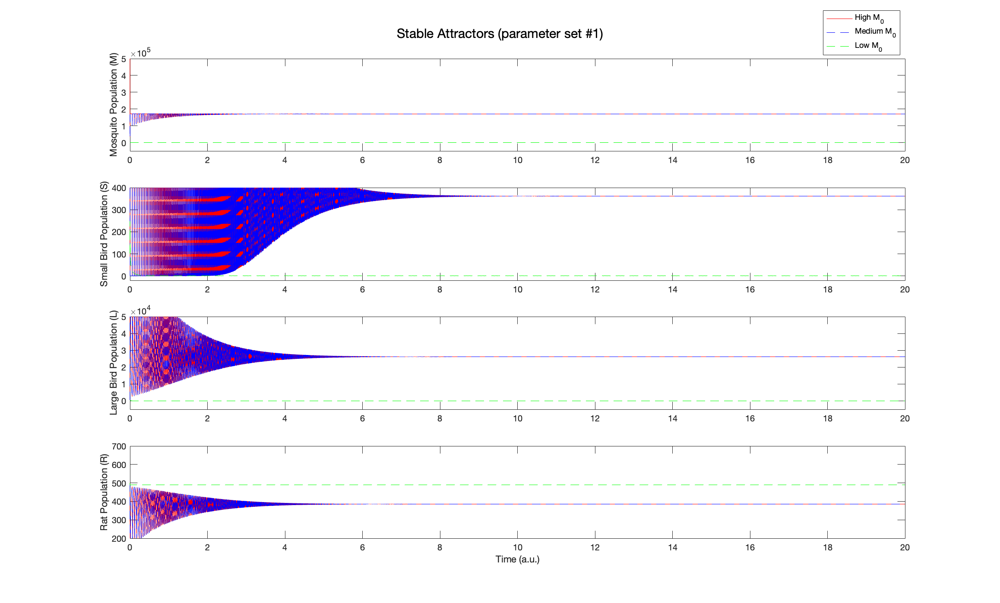 High M0
Medium M0
Low M0
Stable Attractors (parameter set #1)
×10^5
Mosquito Population (M)
5
4
3
2
1
0
0 2 4 6 8 10 12 14 16 18 20
Small Bird Population (S)
400
300
200
100
0
0 2 4 6 8 10 12 14 16 18 20
×10^4
Large Bird Population (L)
5
4
3
2
1
0
0 2 4 6 8 10 12 14 16 18 20
Rat Population (R)
700
600
500
400
300
200
0 2 4 6 8 10 12 14 16 18 20
Time (a.u.)